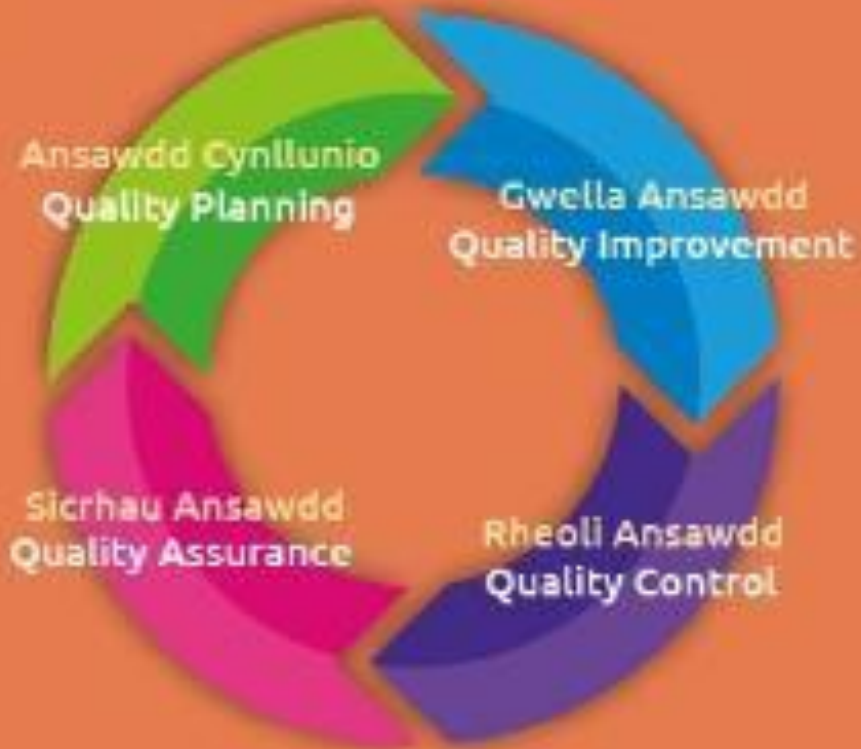 Ansawdd Cynllunio
Quality Planning
Gwella Ansawdd
Quality Improvement
Rheoli Ansawdd
Quality Control
Sicrhau Ansawdd
Quality Assurance